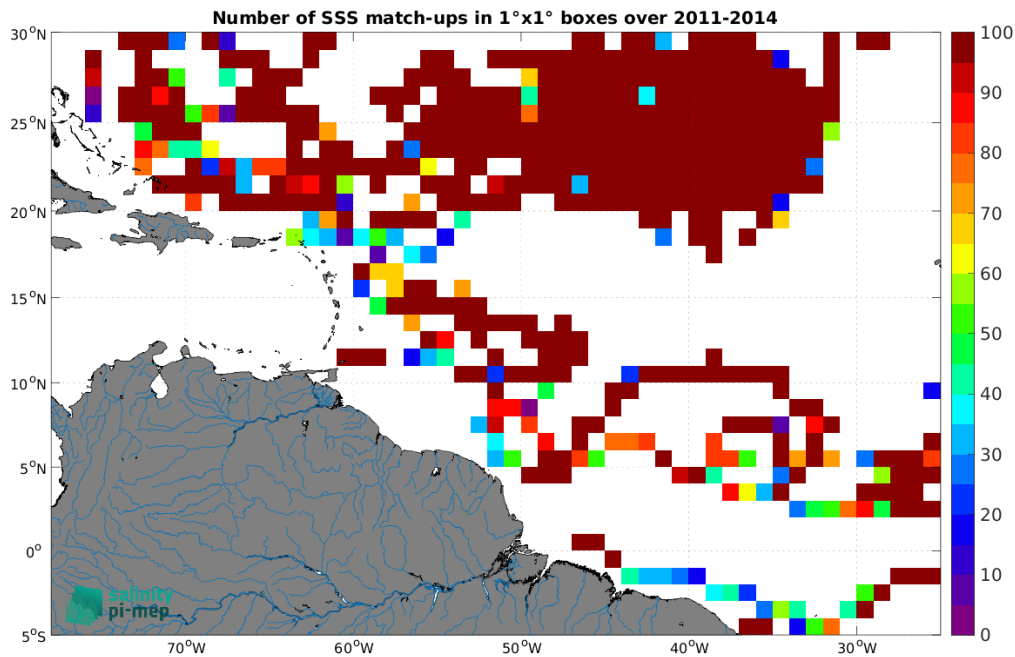 Number of SSS match-ups in 1°x1° boxes over 2011-2014
30°N
25°N
20°N
15°N
10°N
5°N
0°
5°S
70°W
60°W
50°W
40°W
30°W
100
90
80
70
60
50
40
30
20
10
0
salinity
pi-mep